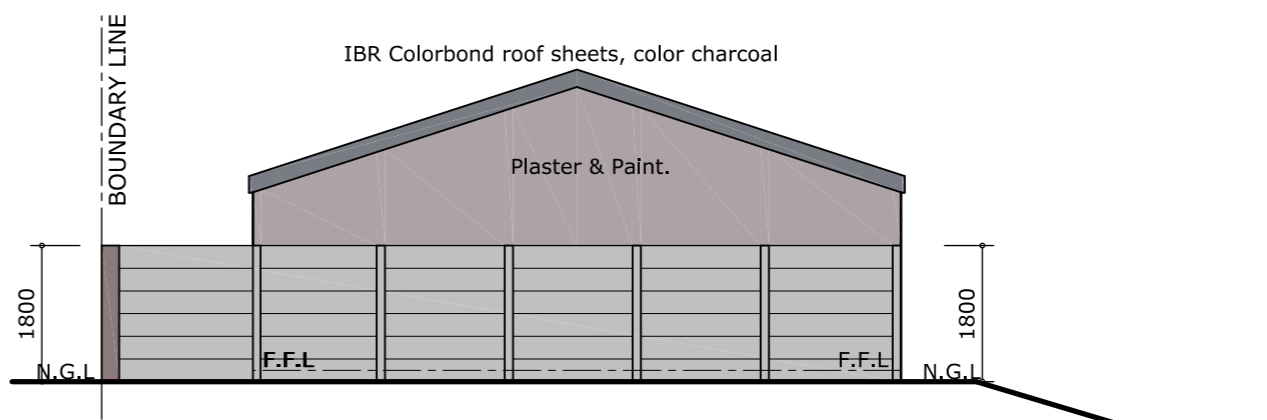 BOUNDARY LINE
IBR Colorbond roof sheets, color charcoal
Plaster & Paint.
1800
1800
F.F.L
F.F.L
N.G.L
N.G.L